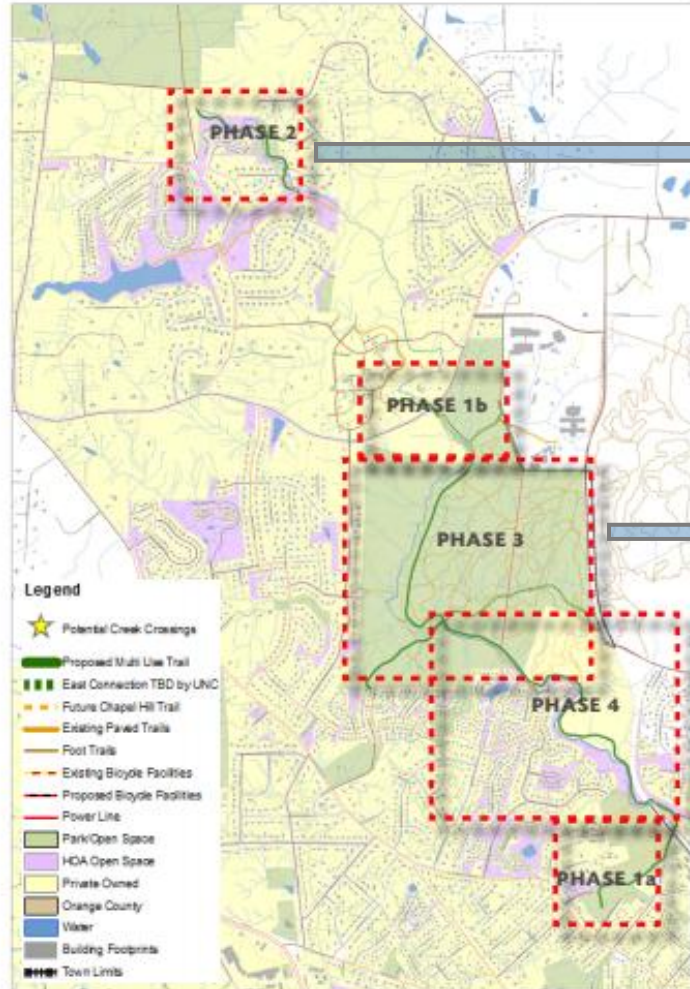 PHASE 2
PHASE 1b
PHASE 3
PHASE 4
PHASE 1a
Legend
Potential Creek Crossings
Proposed Multi Use Trail
East Connection TBD by UNC
Future Chapel Hill Trail
Existing Paved Trails
Foot Trails
Existing Bicycle Facilities
Proposed Bicycle Facilities
Power Line
Park/Open Space
HOA Open Space
Private Owned
Orange County
Water
Building Footprints
Town Limits